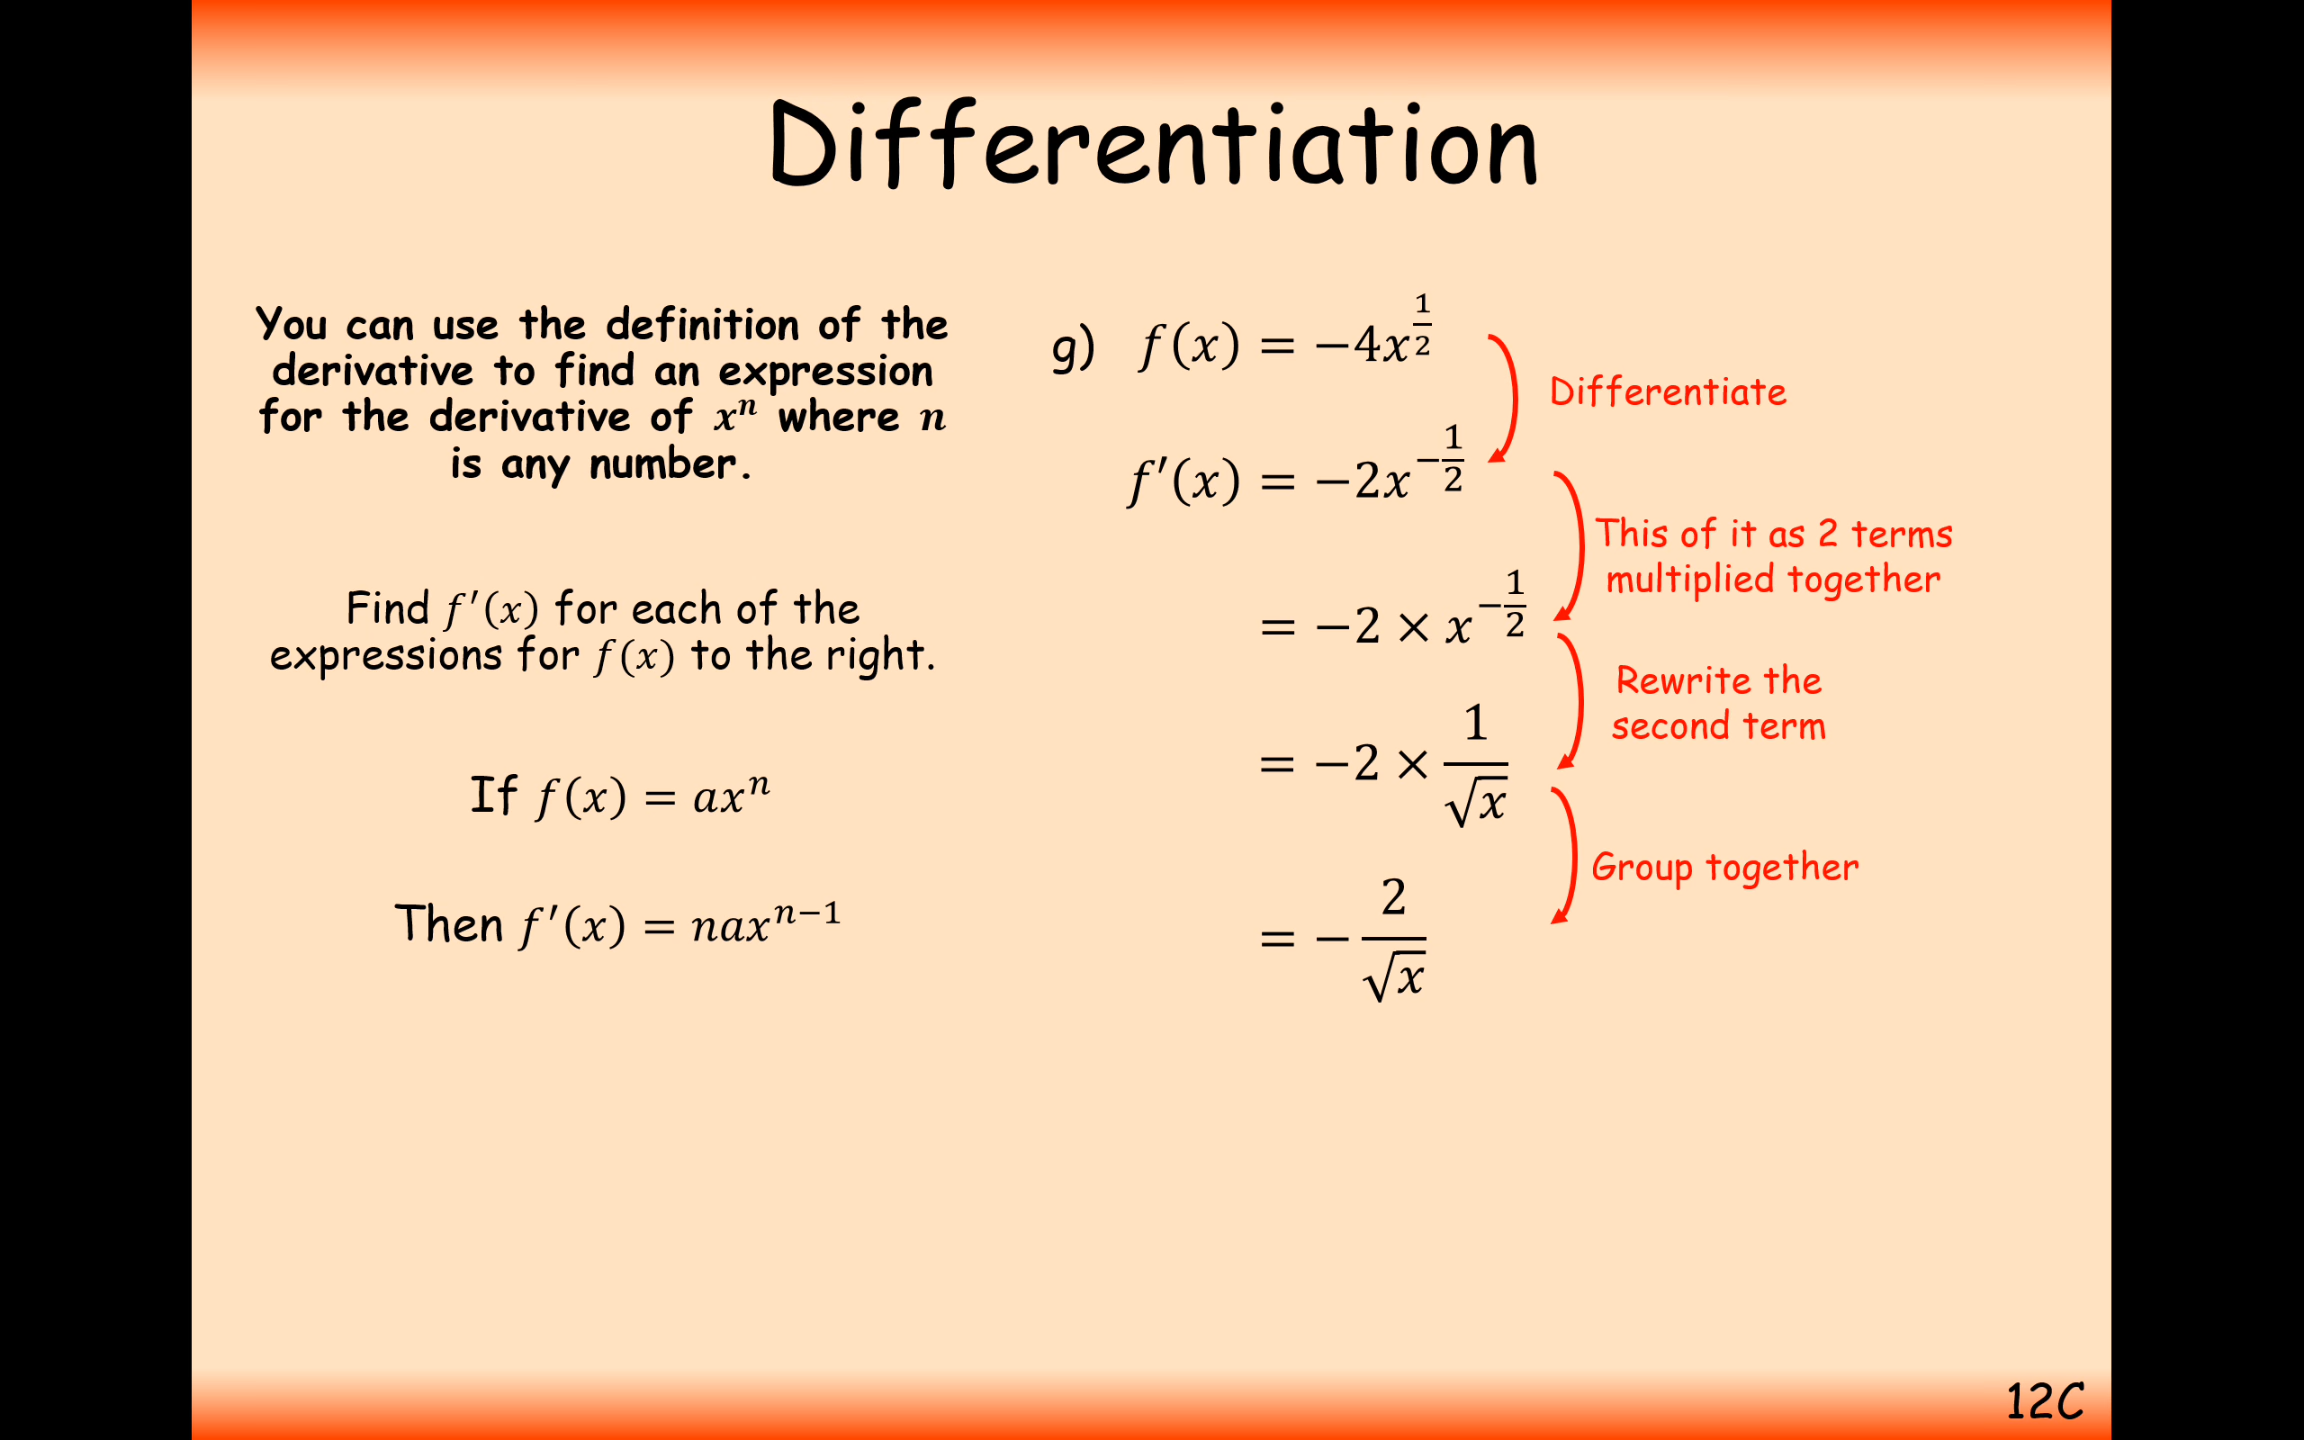 Differentiation
You can use the definition of the
derivative to find an expression
for the derivative of xⁿ where n
is any number.
Find f′(x) for each of the
expressions for f(x) to the right.
If f(x) = axⁿ
Then f′(x) = naxⁿ⁻¹
g) f(x) = −4x^(1/2)
Differentiate
f′(x) = −2x^(−1/2)
This of it as 2 terms
multiplied together
= −2 × x^(−1/2)
Rewrite the
second term
= −2 × 1/√x
Group together
= − 2/√x
12C